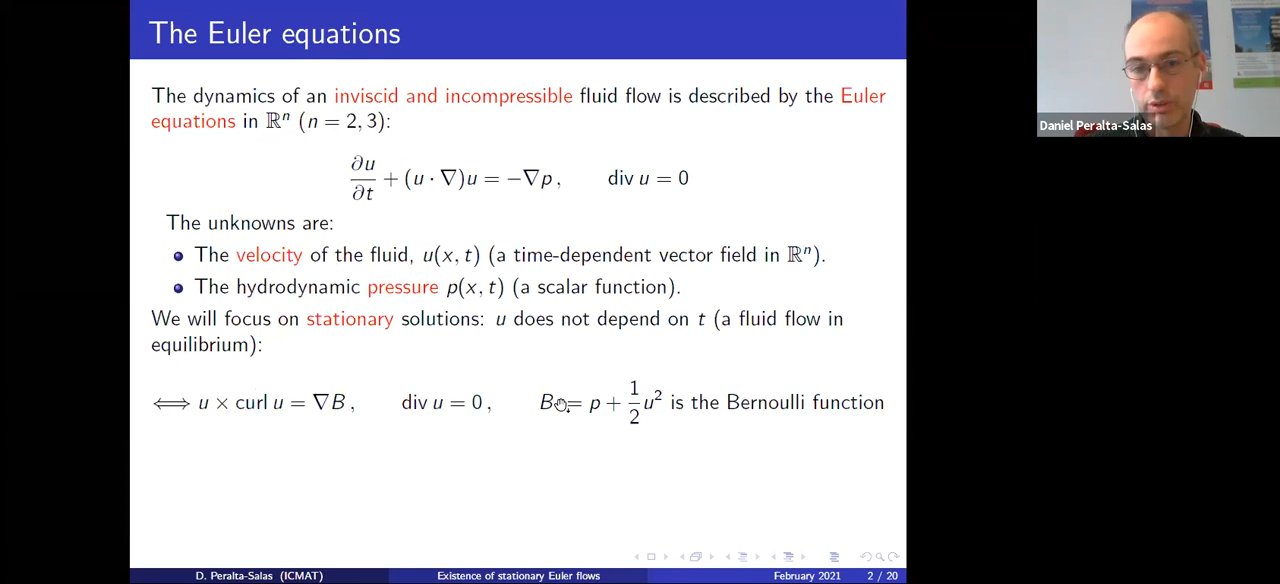 The Euler equations
The dynamics of an inviscid and incompressible fluid flow is described by the Euler
equations in ℝⁿ (n = 2, 3):
∂u/∂t + (u · ∇)u = −∇p , div u = 0
The unknowns are:
The velocity of the fluid, u(x, t) (a time-dependent vector field in ℝⁿ).
The hydrodynamic pressure p(x, t) (a scalar function).
We will focus on stationary solutions: u does not depend on t (a fluid flow in
equilibrium):
⟺ u × curl u = ∇B , div u = 0 , B := p + 1/2 u² is the Bernoulli function
D. Peralta-Salas (ICMAT) Existence of stationary Euler flows February 2021 2 / 20
Daniel Peralta-Salas